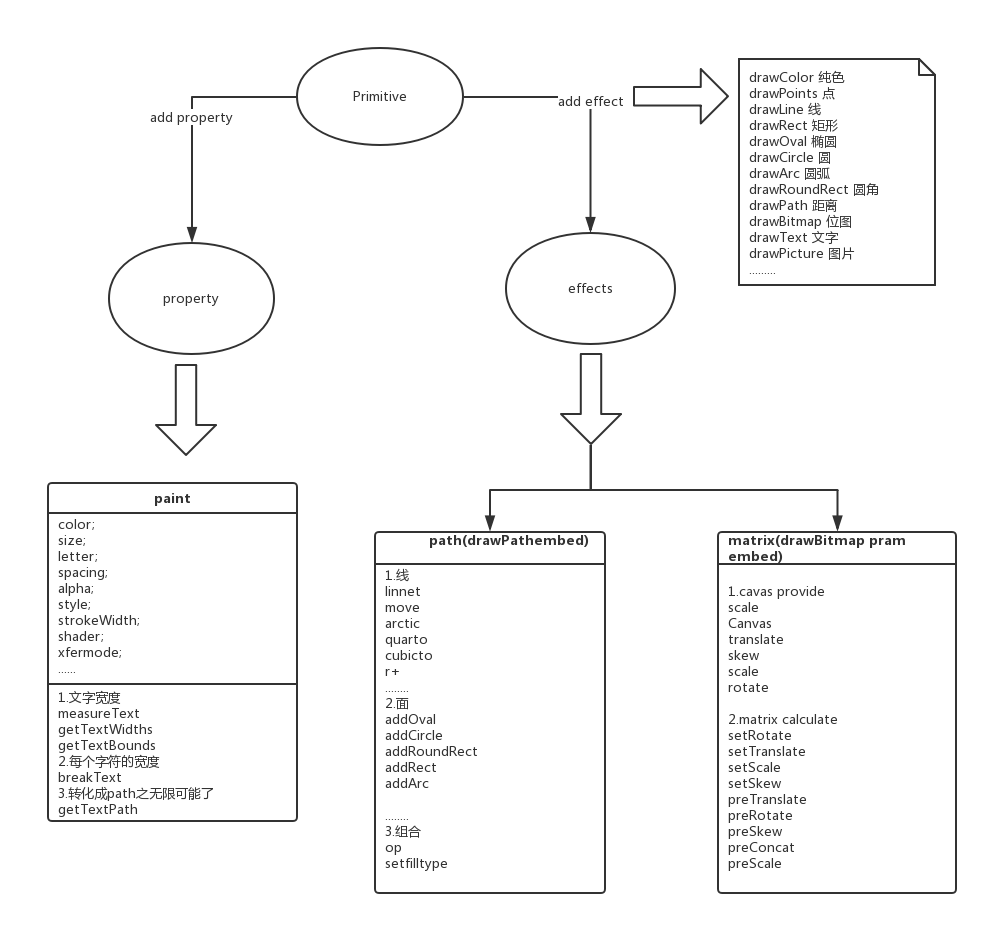 Primitive
add property
add effect
drawColor 纯色
drawPoints 点
drawLine 线
drawRect 矩形
drawOval 椭圆
drawCircle 圆
drawArc 圆弧
drawRoundRect 圆角
drawPath 距离
drawBitmap 位图
drawText 文字
drawPicture 图片
.........
property
effects
paint
color;
size;
letter;
spacing;
alpha;
style;
strokeWidth;
shader;
xfermode;
......
1.文字宽度
measureText
getTextWidths
getTextBounds
2.每个字符的宽度
breakText
3.转化成path之无限可能了
getTextPath
path(drawPathembed)
1.线
linnet
move
arctic
quarto
cubicto
r+
........
2.面
addOval
addCircle
addRoundRect
addRect
addArc
........
3.组合
op
setfilltype
matrix(drawBitmap pram
embed)
1.cavas provide
scale
Canvas
translate
skew
scale
rotate
2.matrix calculate
setRotate
setTranslate
setScale
setSkew
preTranslate
preRotate
preSkew
preConcat
preScale